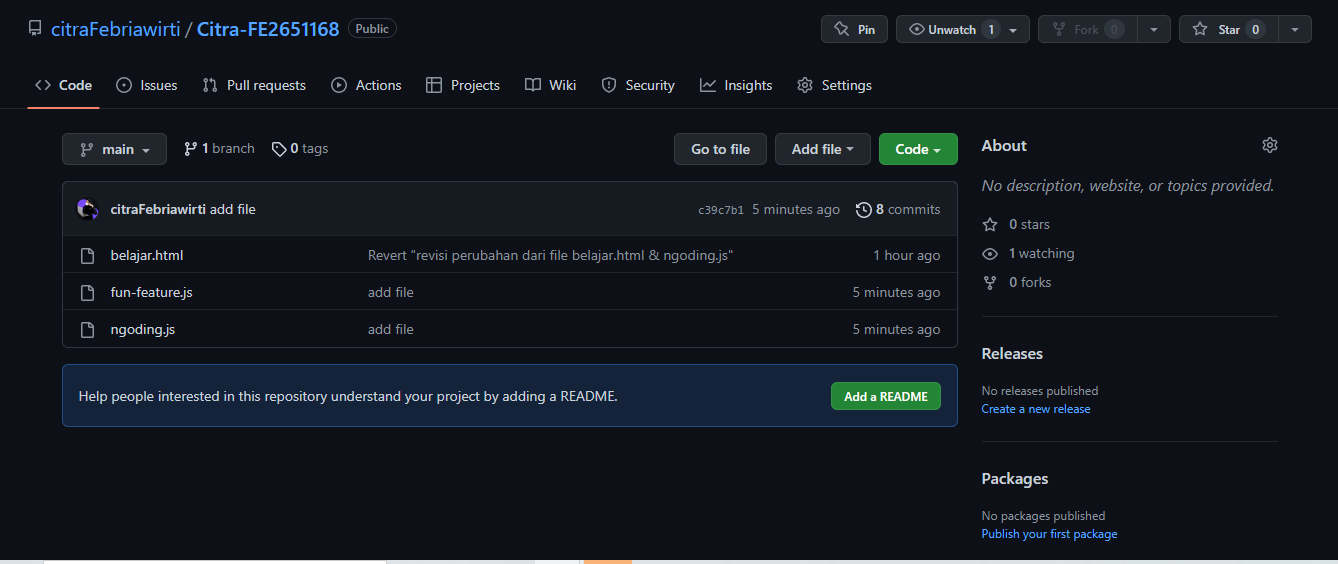 citraFebriawirti / Citra-FE2651168 Public
Pin
Unwatch 1
Fork 0
Star 0
Code
Issues
Pull requests
Actions
Projects
Wiki
Security
Insights
Settings
main
1 branch
0 tags
Go to file
Add file
Code
citraFebriawirti add file
c39c7b1 5 minutes ago
8 commits
belajar.html
Revert "revisi perubahan dari file belajar.html & ngoding.js"
1 hour ago
fun-feature.js
add file
5 minutes ago
ngoding.js
add file
5 minutes ago
Help people interested in this repository understand your project by adding a README.
Add a README
About
No description, website, or topics provided.
0 stars
1 watching
0 forks
Releases
No releases published
Create a new release
Packages
No packages published
Publish your first package